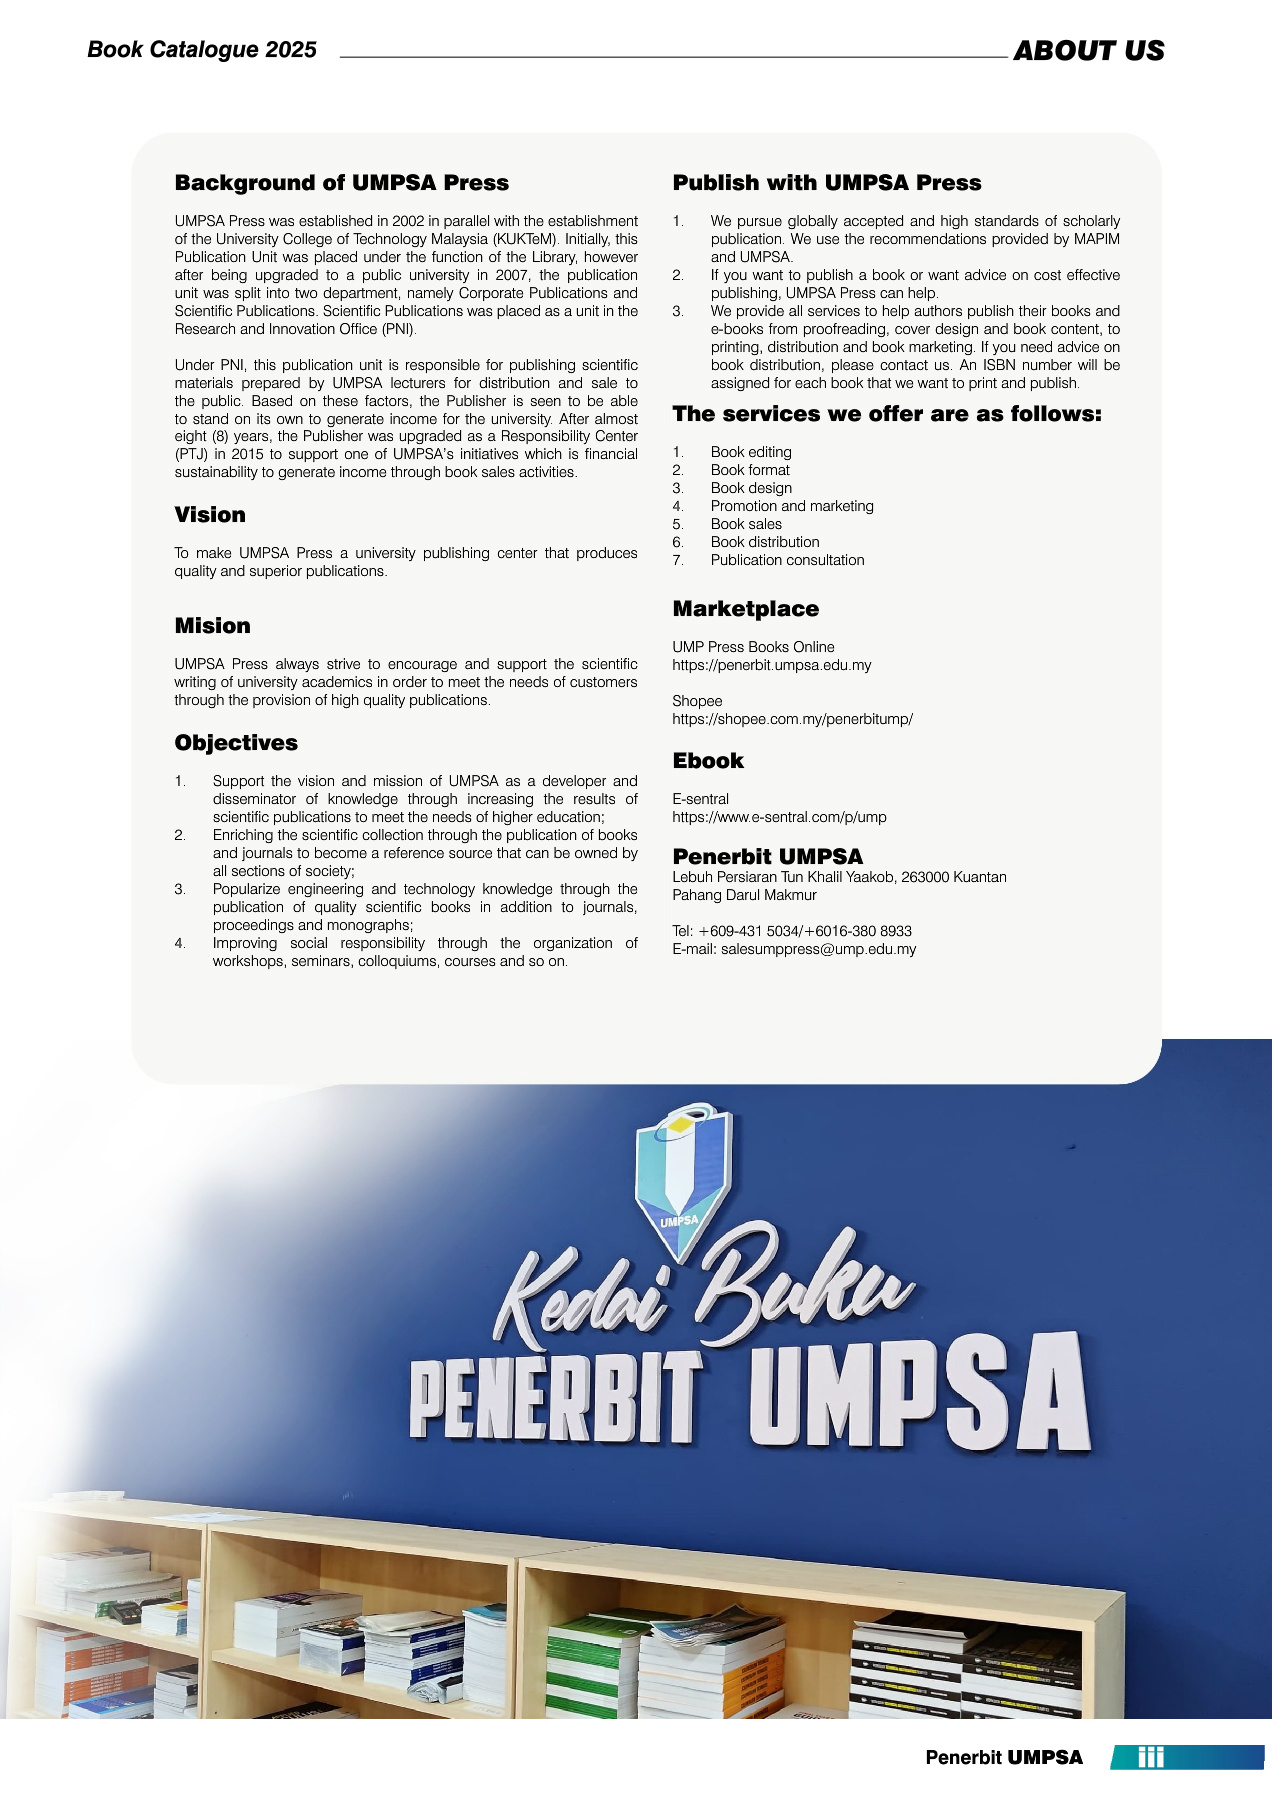 Book Catalogue 2025
ABOUT US
Background of UMPSA Press
UMPSA Press was established in 2002 in parallel with the establishment
of the University College of Technology Malaysia (KUKTeM). Initially, this
Publication Unit was placed under the function of the Library, however
after being upgraded to a public university in 2007, the publication
unit was split into two department, namely Corporate Publications and
Scientific Publications. Scientific Publications was placed as a unit in the
Research and Innovation Office (PNI).
Under PNI, this publication unit is responsible for publishing scientific
materials prepared by UMPSA lecturers for distribution and sale to
the public. Based on these factors, the Publisher is seen to be able
to stand on its own to generate income for the university. After almost
eight (8) years, the Publisher was upgraded as a Responsibility Center
(PTJ) in 2015 to support one of UMPSA's initiatives which is financial
sustainability to generate income through book sales activities.
Vision
To make UMPSA Press a university publishing center that produces
quality and superior publications.
Mision
UMPSA Press always strive to encourage and support the scientific
writing of university academics in order to meet the needs of customers
through the provision of high quality publications.
Objectives
1. Support the vision and mission of UMPSA as a developer and
disseminator of knowledge through increasing the results of
scientific publications to meet the needs of higher education;
2. Enriching the scientific collection through the publication of books
and journals to become a reference source that can be owned by
all sections of society;
3. Popularize engineering and technology knowledge through the
publication of quality scientific books in addition to journals,
proceedings and monographs;
4. Improving social responsibility through the organization of
workshops, seminars, colloquiums, courses and so on.
Publish with UMPSA Press
1. We pursue globally accepted and high standards of scholarly
publication. We use the recommendations provided by MAPIM
and UMPSA.
2. If you want to publish a book or want advice on cost effective
publishing, UMPSA Press can help.
3. We provide all services to help authors publish their books and
e-books from proofreading, cover design and book content, to
printing, distribution and book marketing. If you need advice on
book distribution, please contact us. An ISBN number will be
assigned for each book that we want to print and publish.
The services we offer are as follows:
1. Book editing
2. Book format
3. Book design
4. Promotion and marketing
5. Book sales
6. Book distribution
7. Publication consultation
Marketplace
UMP Press Books Online
https://penerbit.umpsa.edu.my
Shopee
https://shopee.com.my/penerbitump/
Ebook
E-sentral
https://www.e-sentral.com/p/ump
Penerbit UMPSA
Lebuh Persiaran Tun Khalil Yaakob, 263000 Kuantan
Pahang Darul Makmur
Tel: +609-431 5034/+6016-380 8933
E-mail: salesumppress@ump.edu.my
UMPSA
Kedai Buku
PENERBIT UMPSA
Penerbit UMPSA
iii